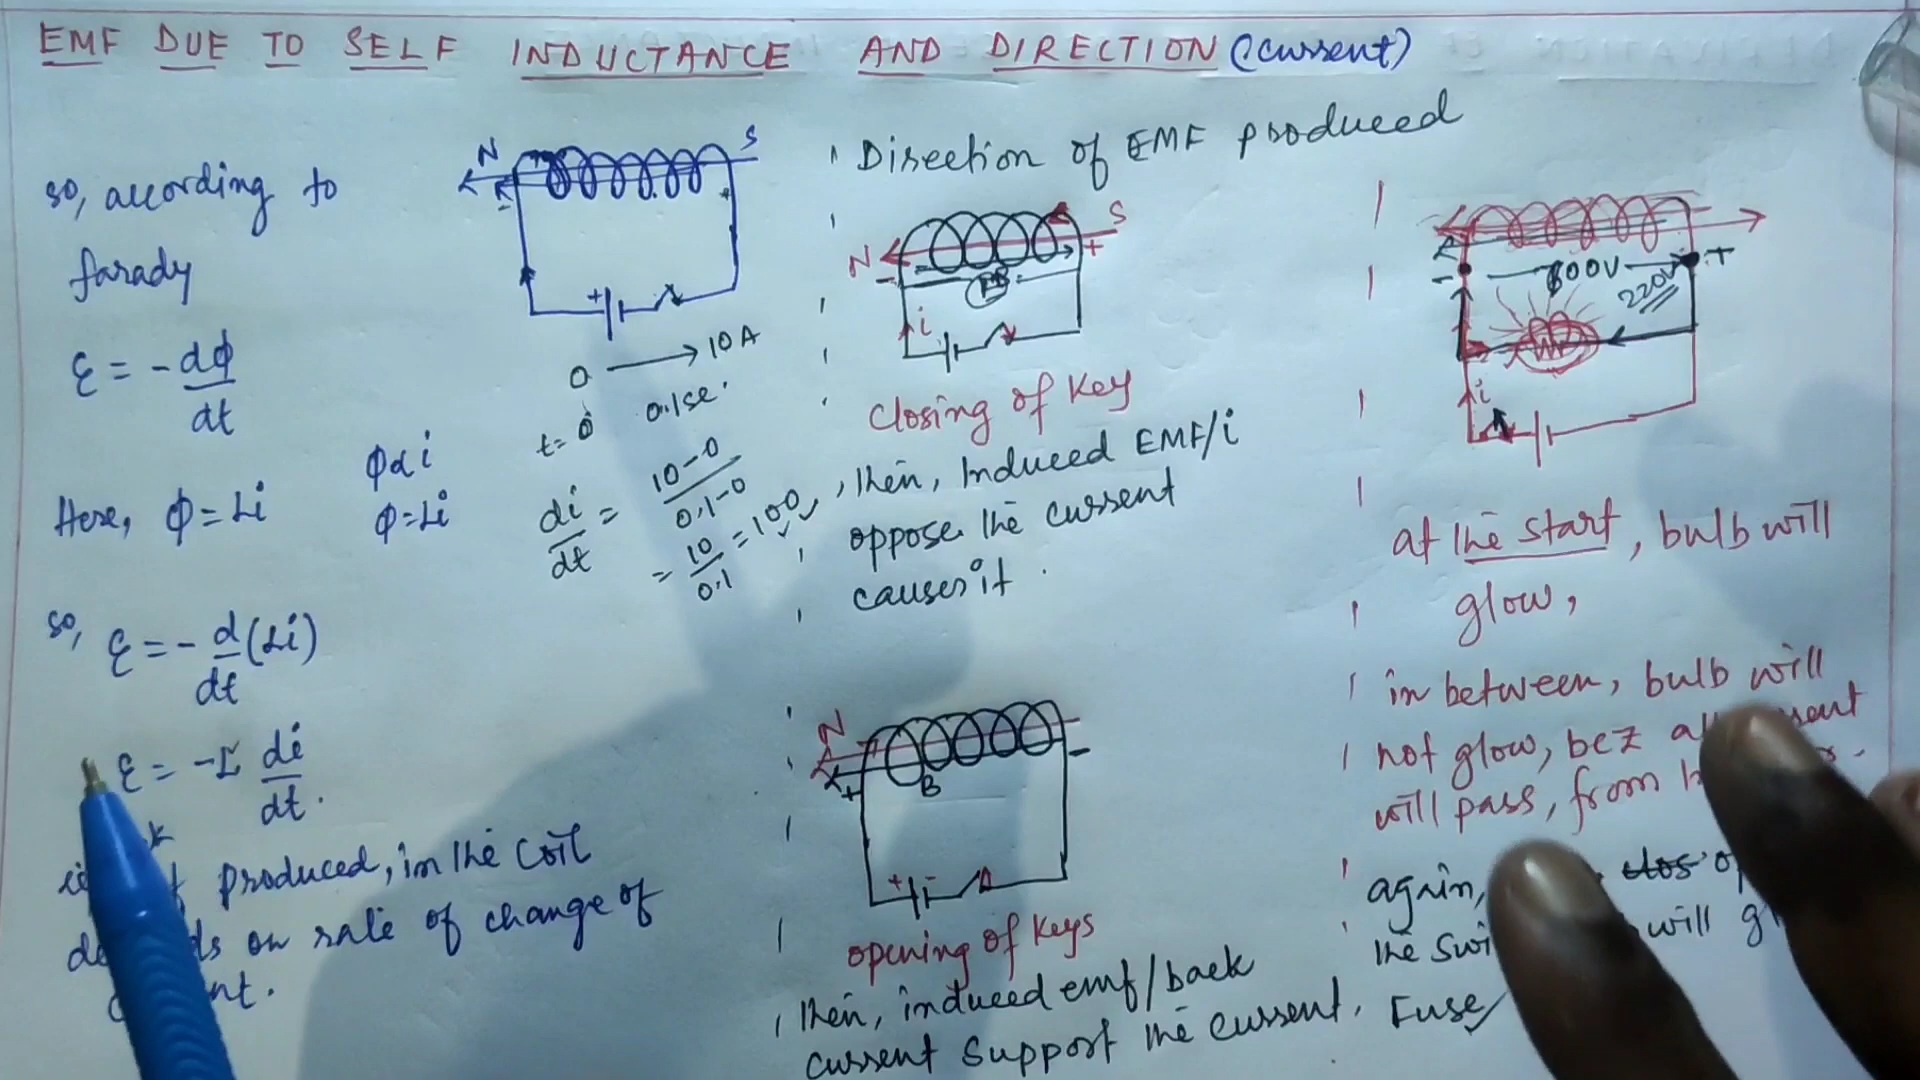 EMF DUE TO SELF INDUCTANCE AND DIRECTION (current)
so, according to
farady
ε = - dϕ
dt
Here, ϕ = Li
ϕ α i
ϕ = Li
so, ε = - d (Li)
dt
ε = - L di
dt .
produced, in the coil
on rate of change of
N S
- +
+
0 → 10 A
t = 0 0.1 se.
di = 10-0
dt 0.1-0
= 10 = 100
0.1
Direction of EMF produced
N S
- +
i
Closing of Key
, then, Induced EMF/i
oppose the current
causes it .
N
+ B -
+ -
opening of Keys
then, induced emf/back
current support the current.
- 600V +
220V
i
at the start, bulb will
glow,
in between, bulb will
not glow, bcz
will pass, from
again,
the will
Fuse